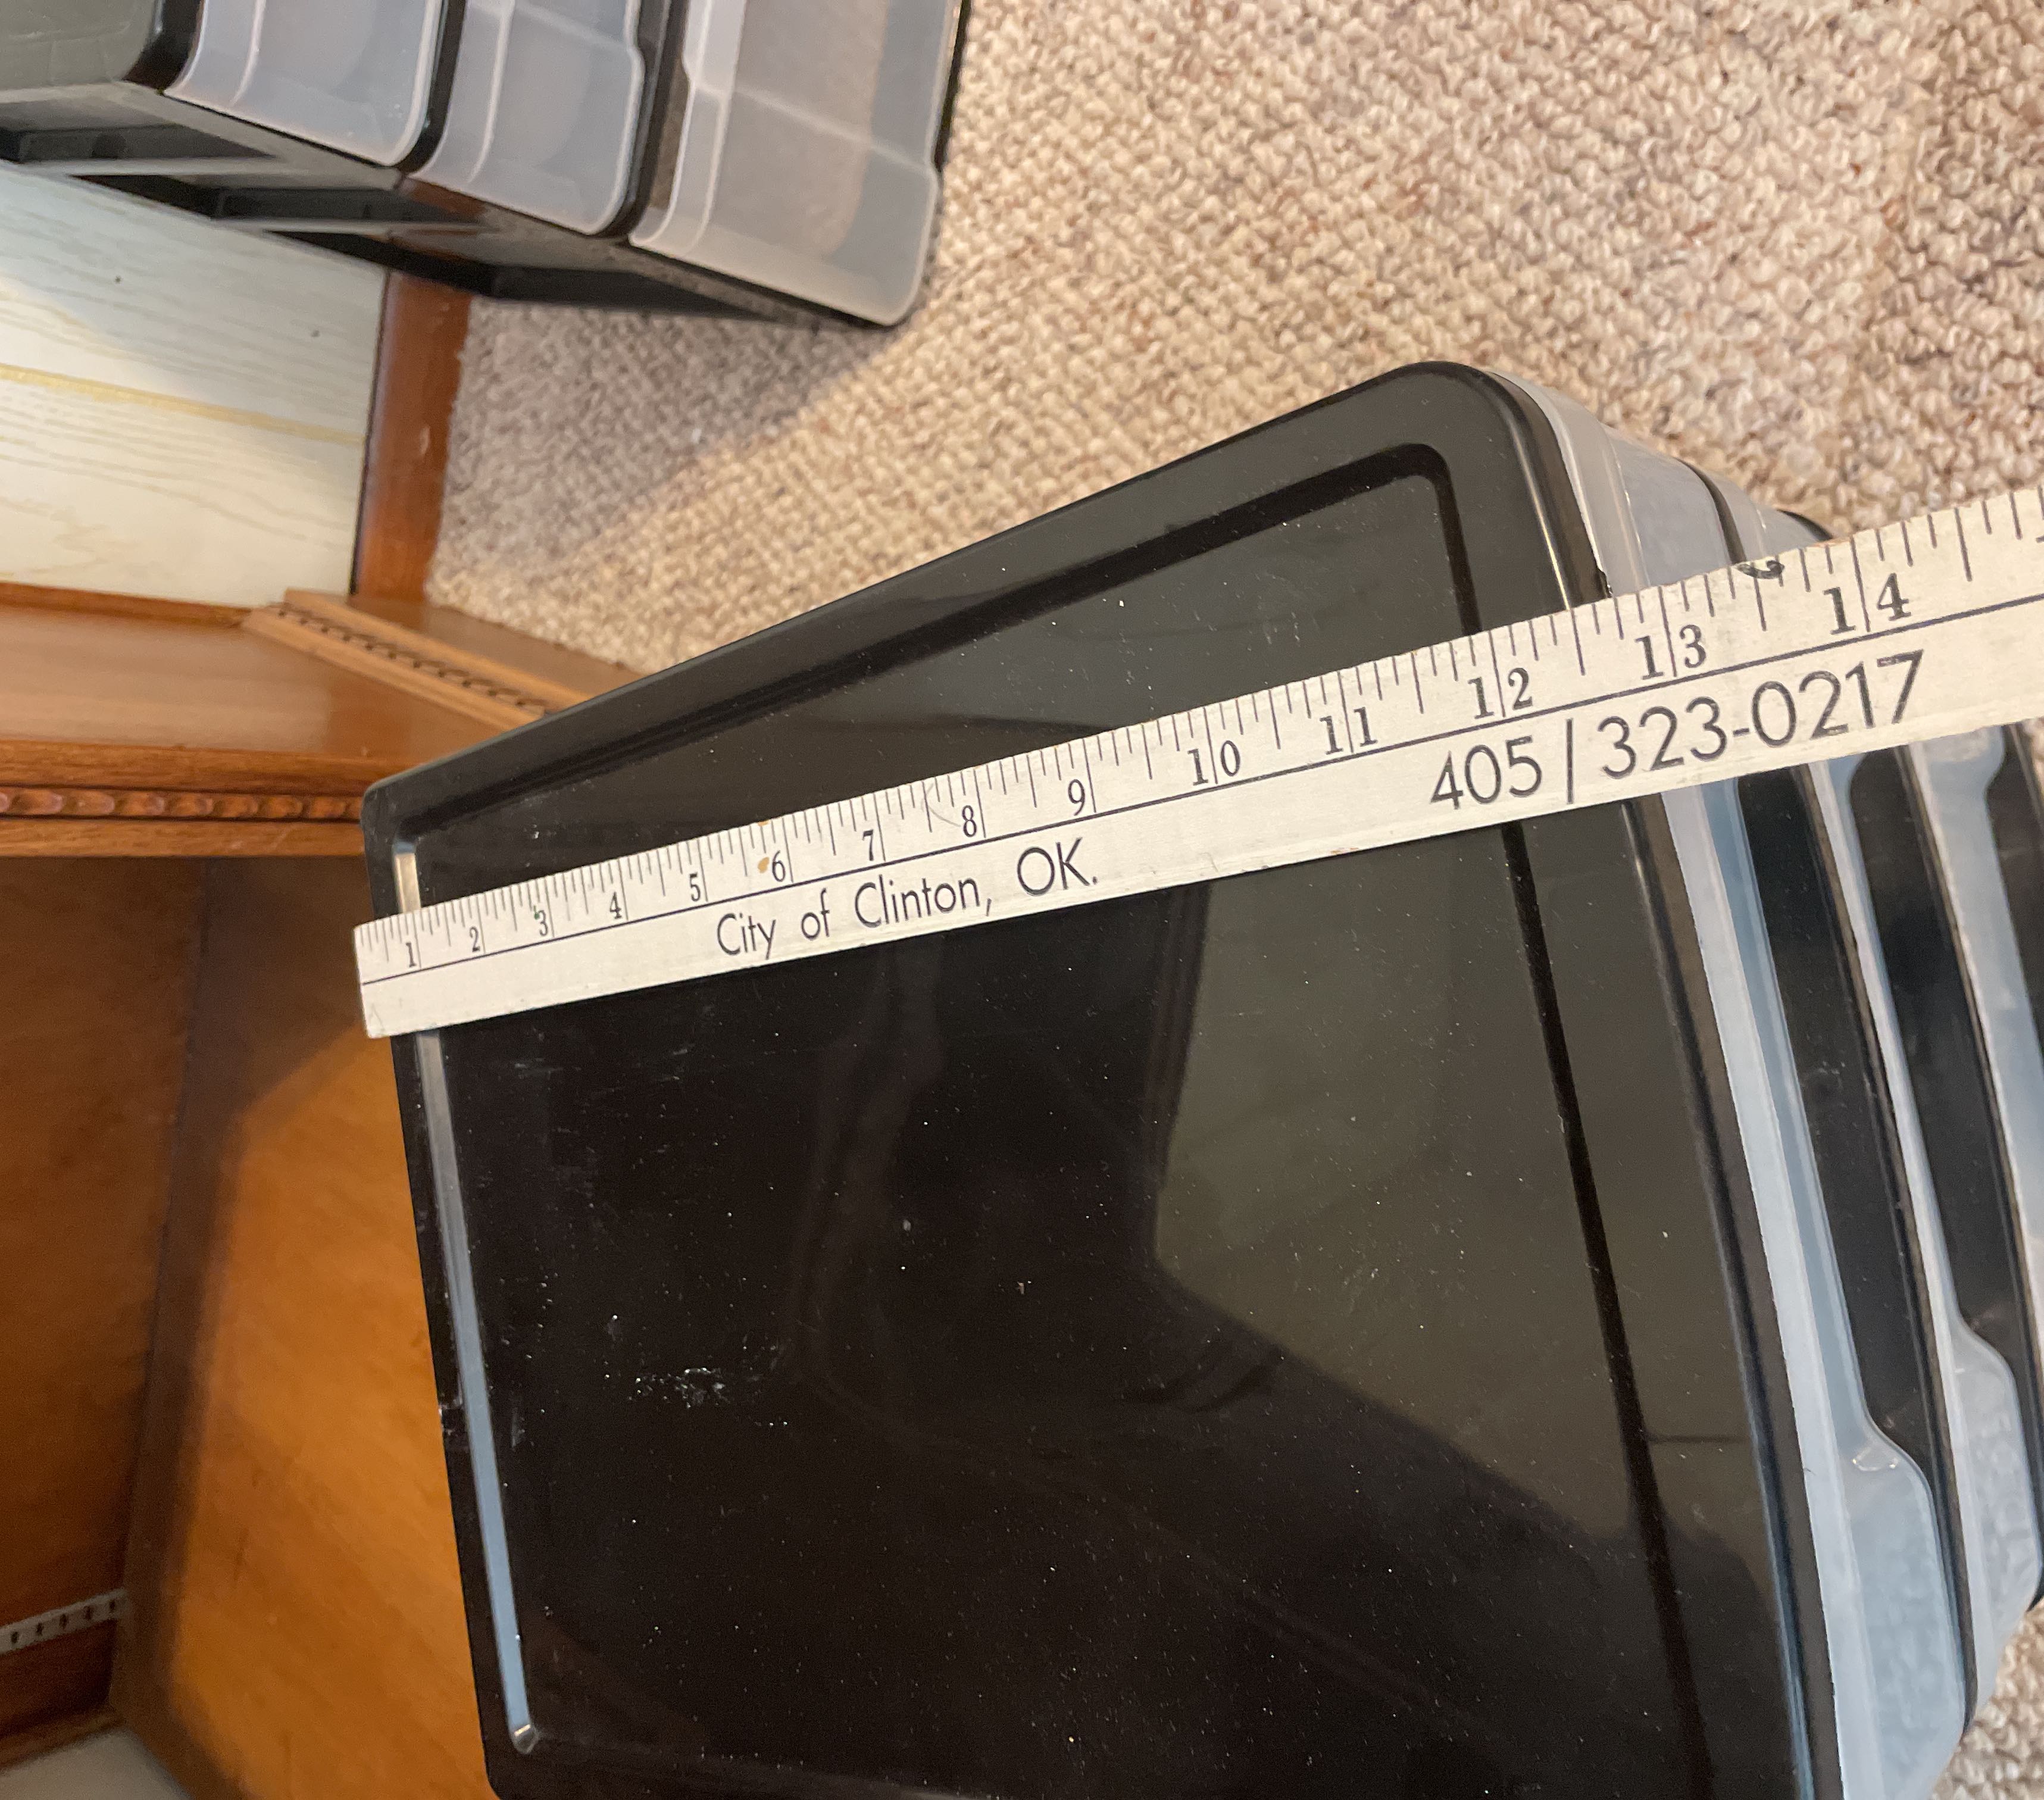 1 2 3 4 5 6 7 8 9 10 11 12 13 14
City of Clinton, OK. 405/323-0217